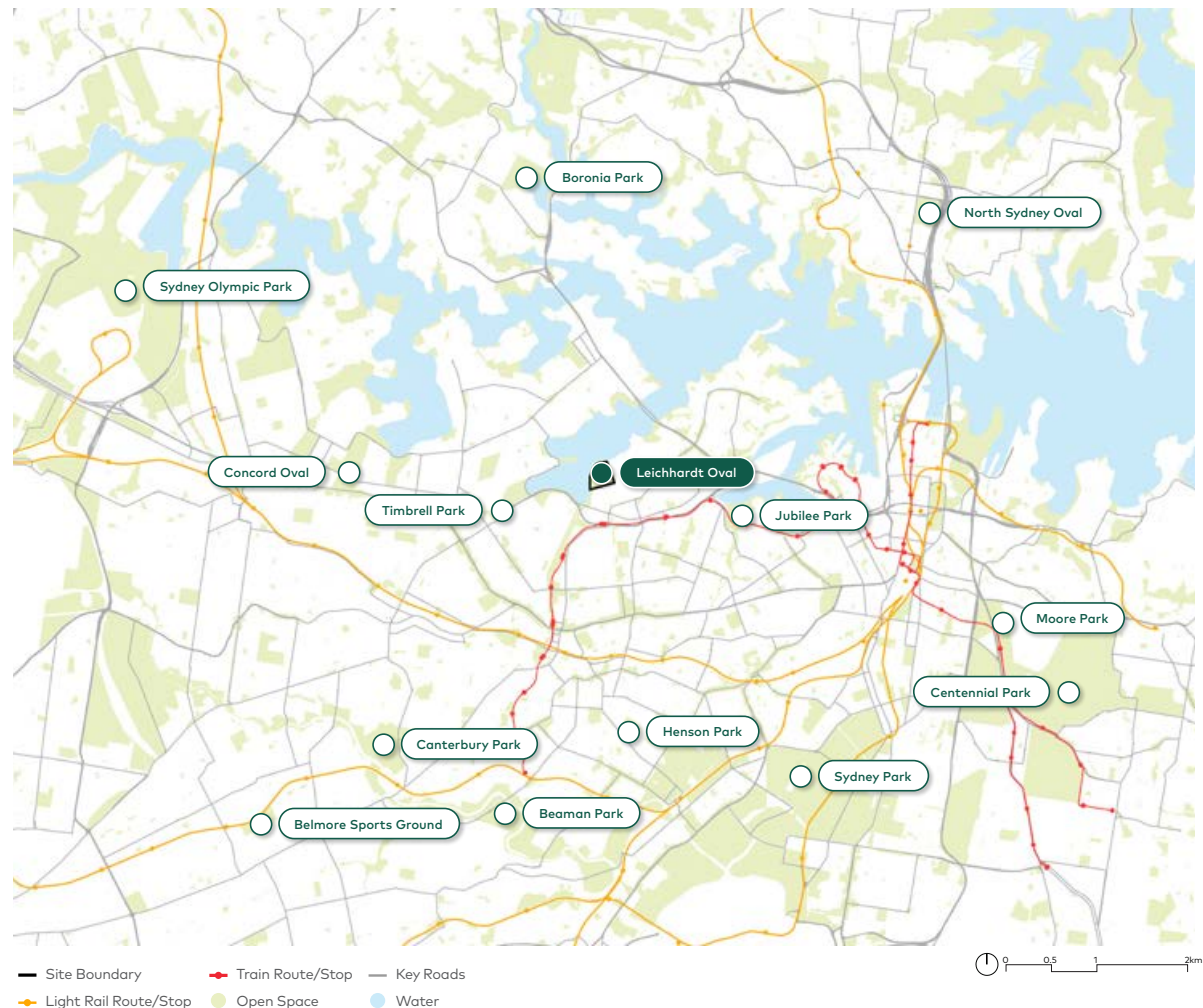 Boronia Park
North Sydney Oval
Sydney Olympic Park
Concord Oval
Leichhardt Oval
Timbrell Park
Jubilee Park
Moore Park
Centennial Park
Henson Park
Canterbury Park
Sydney Park
Beaman Park
Belmore Sports Ground
Site Boundary
Train Route/Stop
Key Roads
0 0.5 1 2km
Light Rail Route/Stop
Open Space
Water